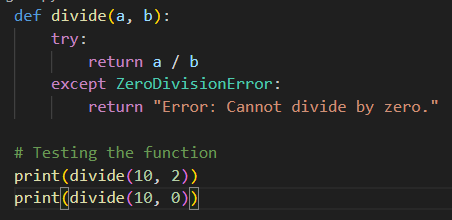 def divide(a, b):
    try:
        return a / b
    except ZeroDivisionError:
        return "Error: Cannot divide by zero."
# Testing the function
print(divide(10, 2))
print(divide(10, 0))